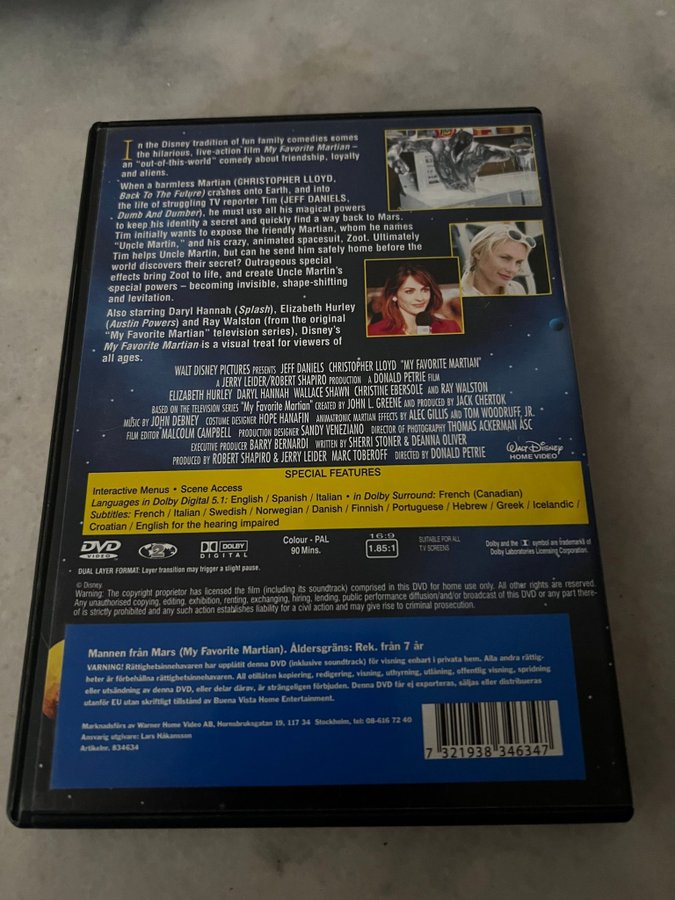 In the Disney tradition of fun family comedies comes
the hilarious, live-action film My Favorite Martian –
an "out-of-this-world" comedy about friendship, loyalty
and aliens.
When a harmless Martian (CHRISTOPHER LLOYD,
Back To The Future) crashes onto Earth, and into
the life of struggling TV reporter Tim (JEFF DANIELS,
Dumb And Dumber), he must use all his magical powers
to keep his identity a secret and quickly find a way back to Mars.
Tim initially wants to expose the friendly Martian, whom he names
"Uncle Martin," and his crazy, animated spacesuit, Zoot. Ultimately
Tim helps Uncle Martin, but can he send him safely home before the
world discovers their secret? Outrageous special
effects bring Zoot to life, and create Uncle Martin's
special powers – becoming invisible, shape-shifting
and levitation.
Also starring Daryl Hannah (Splash), Elizabeth Hurley
(Austin Powers) and Ray Walston (from the original
"My Favorite Martian" television series), Disney's
My Favorite Martian is a visual treat for viewers of
all ages.
WALT DISNEY PICTURES PRESENTS JEFF DANIELS CHRISTOPHER LLOYD "MY FAVORITE MARTIAN"
A JERRY LEIDER/ROBERT SHAPIRO PRODUCTION A DONALD PETRIE FILM
ELIZABETH HURLEY DARYL HANNAH WALLACE SHAWN CHRISTINE EBERSOLE AND RAY WALSTON
BASED ON THE TELEVISION SERIES "My Favorite Martian" CREATED BY JOHN L. GREENE AND PRODUCED BY JACK CHERTOK
MUSIC BY JOHN DEBNEY COSTUME DESIGNER HOPE HANAFIN ANIMATRONIC MARTIAN EFFECTS BY ALEC GILLIS AND TOM WOODRUFF, JR.
FILM EDITOR MALCOLM CAMPBELL PRODUCTION DESIGNER SANDY VENEZIANO DIRECTOR OF PHOTOGRAPHY THOMAS ACKERMAN ASC
EXECUTIVE PRODUCER BARRY BERNARDI WRITTEN BY SHERRI STONER & DEANNA OLIVER
PRODUCED BY ROBERT SHAPIRO & JERRY LEIDER MARC TOBEROFF DIRECTED BY DONALD PETRIE
WALT DISNEY
HOME VIDEO
SPECIAL FEATURES
Interactive Menus • Scene Access
Languages in Dolby Digital 5.1: English / Spanish / Italian • in Dolby Surround: French (Canadian)
Subtitles: French / Italian / Swedish / Norwegian / Danish / Finnish / Portuguese / Hebrew / Greek / Icelandic /
Croatian / English for the hearing impaired
DVD
VIDEO
2
DOLBY
DIGITAL
Colour - PAL
90 Mins.
16:9
1.85:1
SUITABLE FOR ALL
TV SCREENS
Dolby and the symbol are trademarks of
Dolby Laboratories Licensing Corporation.
• DUAL LAYER FORMAT: Layer transition may trigger a slight pause.
© Disney.
Warning: The copyright proprietor has licensed the film (including its soundtrack) comprised in this DVD for home use only. All other rights are reserved.
Any unauthorised copying, editing, exhibition, renting, exchanging, hiring, lending, public performance diffusion and/or broadcast of this DVD or any part there-
of is strictly prohibited and any such action establishes liability for a civil action and may give rise to criminal prosecution.
Mannen från Mars (My Favorite Martian). Åldersgräns: Rek. från 7 år
VARNING! Rättighetsinnehavaren har upplåtit denna DVD (inklusive soundtrack) för visning enbart i privata hem. Alla andra rättig-
heter är förbehållna rättighetsinnehavaren. All otillåten kopiering, redigering, visning, uthyrning, utlåning, offentlig visning, spridning
eller utsändning av denna DVD, eller delar därav, är strängeligen förbjuden. Denna DVD får ej exporteras, säljas eller distribueras
utanför EU utan skriftligt tillstånd av Buena Vista Home Entertainment.
Marknadsförs av Warner Home Video AB, Hornsbruksgatan 19, 117 34 Stockholm, tel: 08-616 72 40
Ansvarig utgivare: Lars Håkansson
Artikelnr. 834634
7 321938 346347